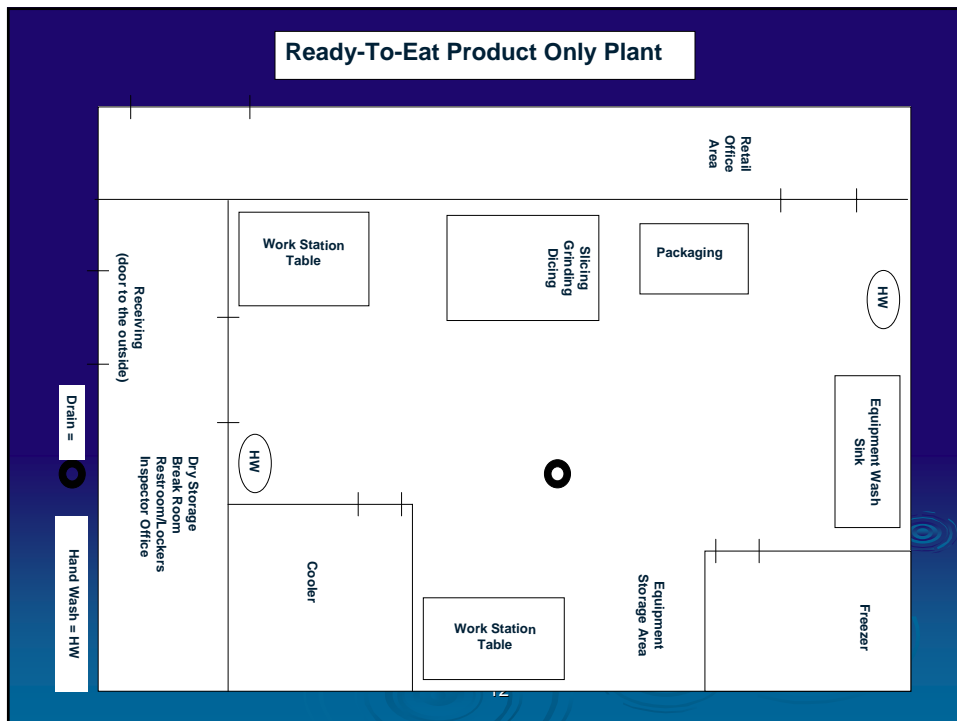 Ready-To-Eat Product Only Plant
Retail
Office
Area
Work Station
Table
Slicing
Grinding
Dicing
Packaging
HW
Receiving
(door to the outside)
Equipment Wash
Sink
Drain =
HW
Dry Storage
Break Room
Restroom/Lockers
Inspector Office
Hand Wash = HW
Cooler
Work Station
Table
Equipment
Storage Area
Freezer
12